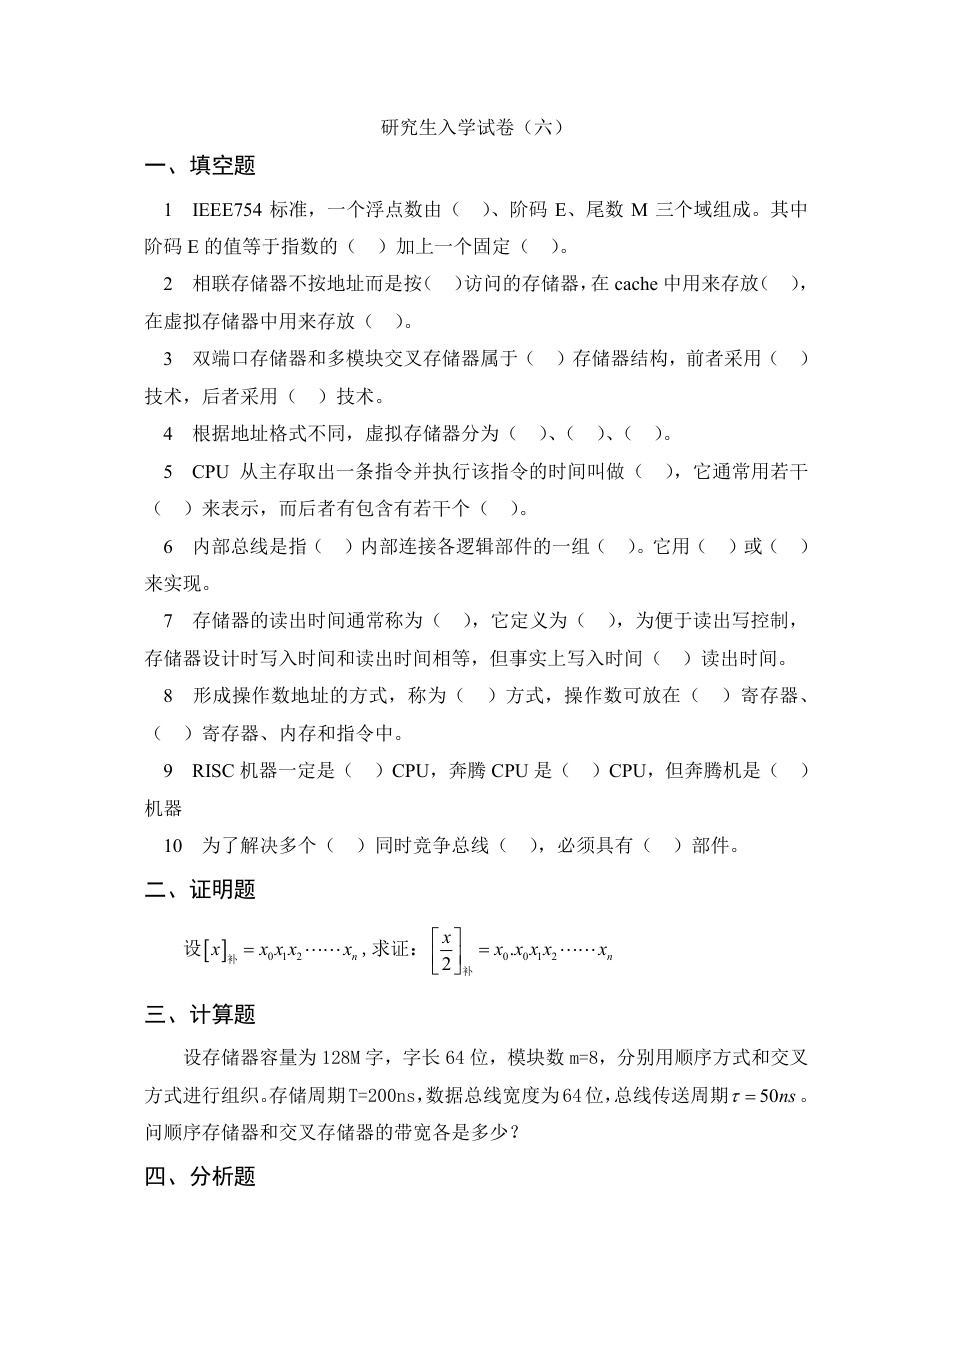 研究生入学试卷（六）
一、填空题
1 IEEE754 标准，一个浮点数由（ ）、阶码 E、尾数 M 三个域组成。其中
阶码 E 的值等于指数的（ ）加上一个固定（ ）。
2 相联存储器不按地址而是按（ ）访问的存储器，在 cache 中用来存放（ ），
在虚拟存储器中用来存放（ ）。
3 双端口存储器和多模块交叉存储器属于（ ）存储器结构，前者采用（ ）
技术，后者采用（ ）技术。
4 根据地址格式不同，虚拟存储器分为（ ）、（ ）、（ ）。
5 CPU 从主存取出一条指令并执行该指令的时间叫做（ ），它通常用若干
（ ）来表示，而后者有包含有若干个（ ）。
6 内部总线是指（ ）内部连接各逻辑部件的一组（ ）。它用（ ）或（ ）
来实现。
7 存储器的读出时间通常称为（ ），它定义为（ ），为便于读出写控制，
存储器设计时写入时间和读出时间相等，但事实上写入时间（ ）读出时间。
8 形成操作数地址的方式，称为（ ）方式，操作数可放在（ ）寄存器、
（ ）寄存器、内存和指令中。
9 RISC 机器一定是（ ）CPU，奔腾 CPU 是（ ）CPU，但奔腾机是（ ）
机器
10 为了解决多个（ ）同时竞争总线（ ），必须具有（ ）部件。
二、证明题
设[x]补 = x₀x₁x₂……xₙ，求证：[x/2]补 = x₀.x₀x₁x₂……xₙ
三、计算题
设存储器容量为 128M 字，字长 64 位，模块数 m=8，分别用顺序方式和交叉
方式进行组织。存储周期 T=200ns，数据总线宽度为 64 位，总线传送周期 τ = 50ns 。
问顺序存储器和交叉存储器的带宽各是多少？
四、分析题